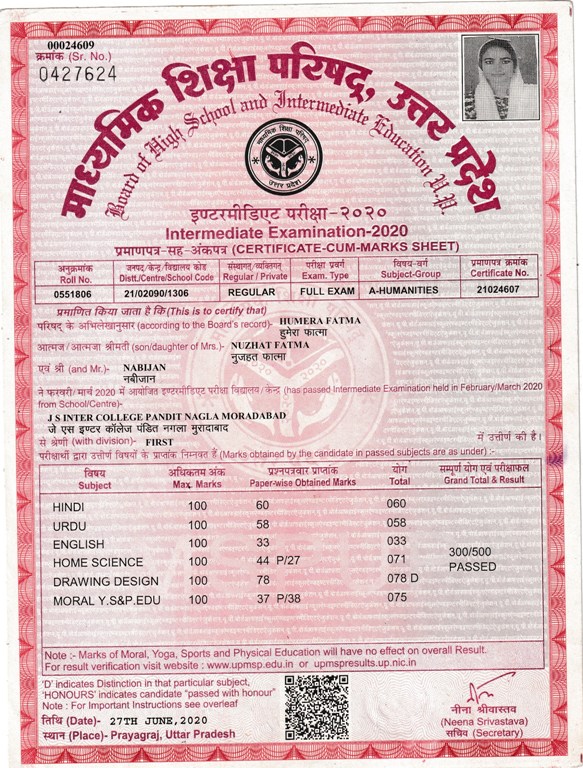 00024609
क्रमांक (Sr. No.)
0427624
माध्यमिक शिक्षा परिषद्, उत्तर प्रदेश
Board of High School and Intermediate Education U.P.
माध्यमिक शिक्षा परिषद्
उत्तर प्रदेश
इण्टरमीडिएट परीक्षा-२०२०
Intermediate Examination-2020
प्रमाणपत्र-सह-अंकपत्र (CERTIFICATE-CUM-MARKS SHEET)
अनुक्रमांक जनपद/केन्द्र/विद्यालय कोड संस्थागत/व्यक्तिगत परीक्षा प्रवर्ग विषय-वर्ग प्रमाणपत्र क्रमांक
Roll No. Distt./Centre/School Code Regular / Private Exam. Type Subject-Group Certificate No.
0551806 21/02090/1306 REGULAR FULL EXAM A-HUMANITIES 21024607
प्रमाणित किया जाता है कि (This is to certify that)
परिषद् के अभिलेखानुसार (according to the Board's record)- HUMERA FATMA
हुमेरा फात्मा
आत्मज/आत्मजा श्रीमती (son/daughter of Mrs.)- NUZHAT FATMA
नुजहत फात्मा
एवं श्री (and Mr.)- NABIJAN
नबीजान
ने फरवरी/मार्च 2020 में आयोजित इण्टरमीडिएट परीक्षा विद्यालय/केन्द्र (has passed Intermediate Examination held in February/March 2020
from School/Centre)-
J S INTER COLLEGE PANDIT NAGLA MORADABAD
जे एस इण्टर कॉलेज पंडित नगला मुरादाबाद
से श्रेणी (with division)- FIRST में उत्तीर्ण की है।
परीक्षार्थी द्वारा उत्तीर्ण विषयों के प्राप्तांक निम्नवत हैं (Marks obtained by the candidate in passed subjects are as under) :-
विषय अधिकतम अंक प्रश्नपत्रवार प्राप्तांक योग सम्पूर्ण योग एवं परीक्षाफल
Subject Max. Marks Paper-wise Obtained Marks Total Grand Total & Result
HINDI 100 60 060
URDU 100 58 058
ENGLISH 100 33 033
HOME SCIENCE 100 44 P/27 071
300/500
PASSED
DRAWING DESIGN 100 78 078 D
MORAL Y.S&P.EDU 100 37 P/38 075
Note :- Marks of Moral, Yoga, Sports and Physical Education will have no effect on overall Result.
For result verification visit website : www.upmsp.edu.in or upmspresults.up.nic.in
'D' indicates Distinction in that particular subject,
'HONOURS' indicates candidate "passed with honour"
Note : For Important Instructions see overleaf
तिथि (Date)- 27TH JUNE,2020
स्थान (Place)- Prayagraj, Uttar Pradesh
नीना श्रीवास्तव
(Neena Srivastava)
सचिव (Secretary)